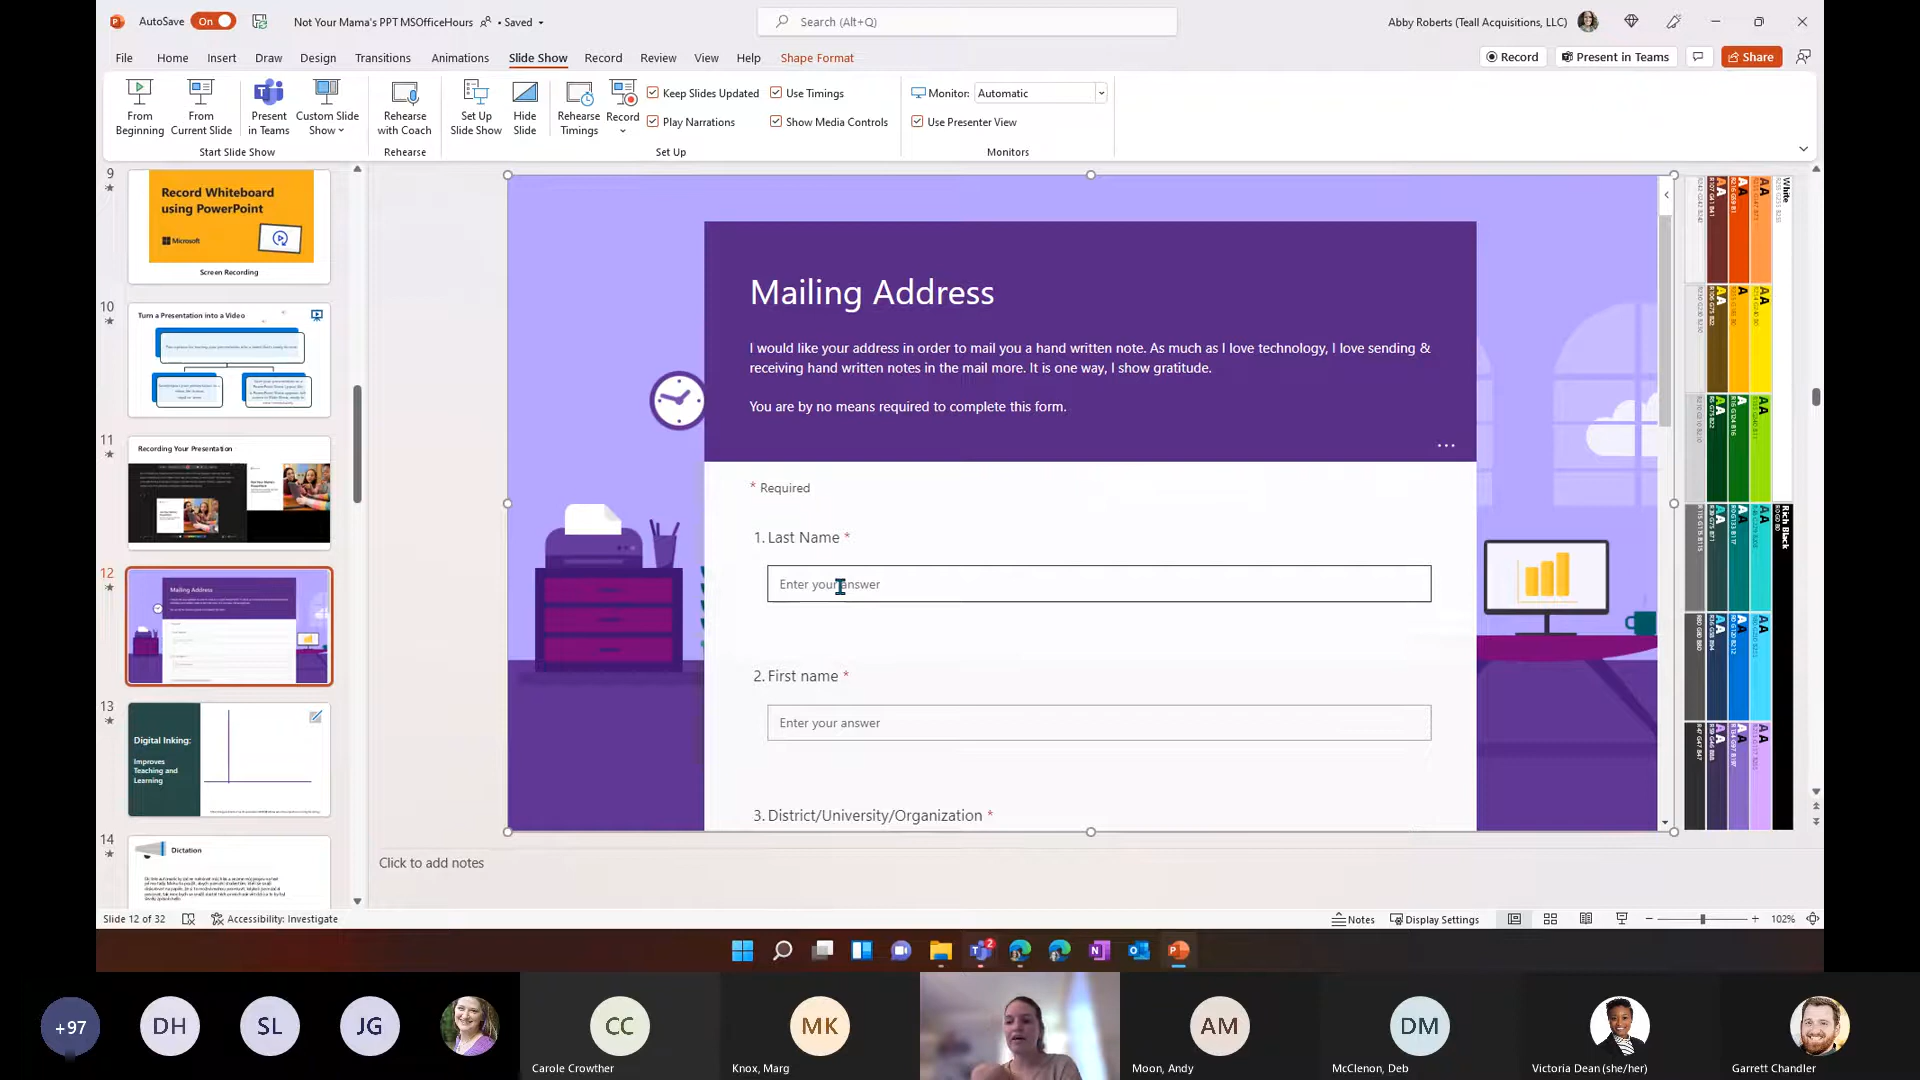 AutoSave On Not Your Mama's PPT MSOfficeHours • Saved Search (Alt+Q) Abby Roberts (Teall Acquisitions, LLC)
File Home Insert Draw Design Transitions Animations Slide Show Record Review View Help Shape Format Record Present in Teams Share
From Beginning
From Current Slide
Present in Teams
Custom Slide Show
Rehearse with Coach
Set Up Slide Show
Hide Slide
Rehearse Timings
Record
Keep Slides Updated
Use Timings
Play Narrations
Show Media Controls
Monitor: Automatic
Use Presenter View
Start Slide Show Rehearse Set Up Monitors
9
Record Whiteboard
using PowerPoint
Microsoft
Screen Recording
10
Turn a Presentation into a Video
11
Recording Your Presentation
12
Mailing Address
13
Digital Inking:
Improves
Teaching and
Learning
14
Dictation
Mailing Address
I would like your address in order to mail you a hand written note. As much as I love technology, I love sending &
receiving hand written notes in the mail more. It is one way, I show gratitude.
You are by no means required to complete this form.
...
* Required
1. Last Name *
Enter your answer
2. First name *
Enter your answer
3. District/University/Organization *
White
Rich Black
Click to add notes
Slide 12 of 32 Accessibility: Investigate Notes Display Settings 102%
2
+97 DH SL JG CC MK AM DM
Carole Crowther Knox, Marg Moon, Andy McClenon, Deb Victoria Dean (she/her) Garrett Chandler